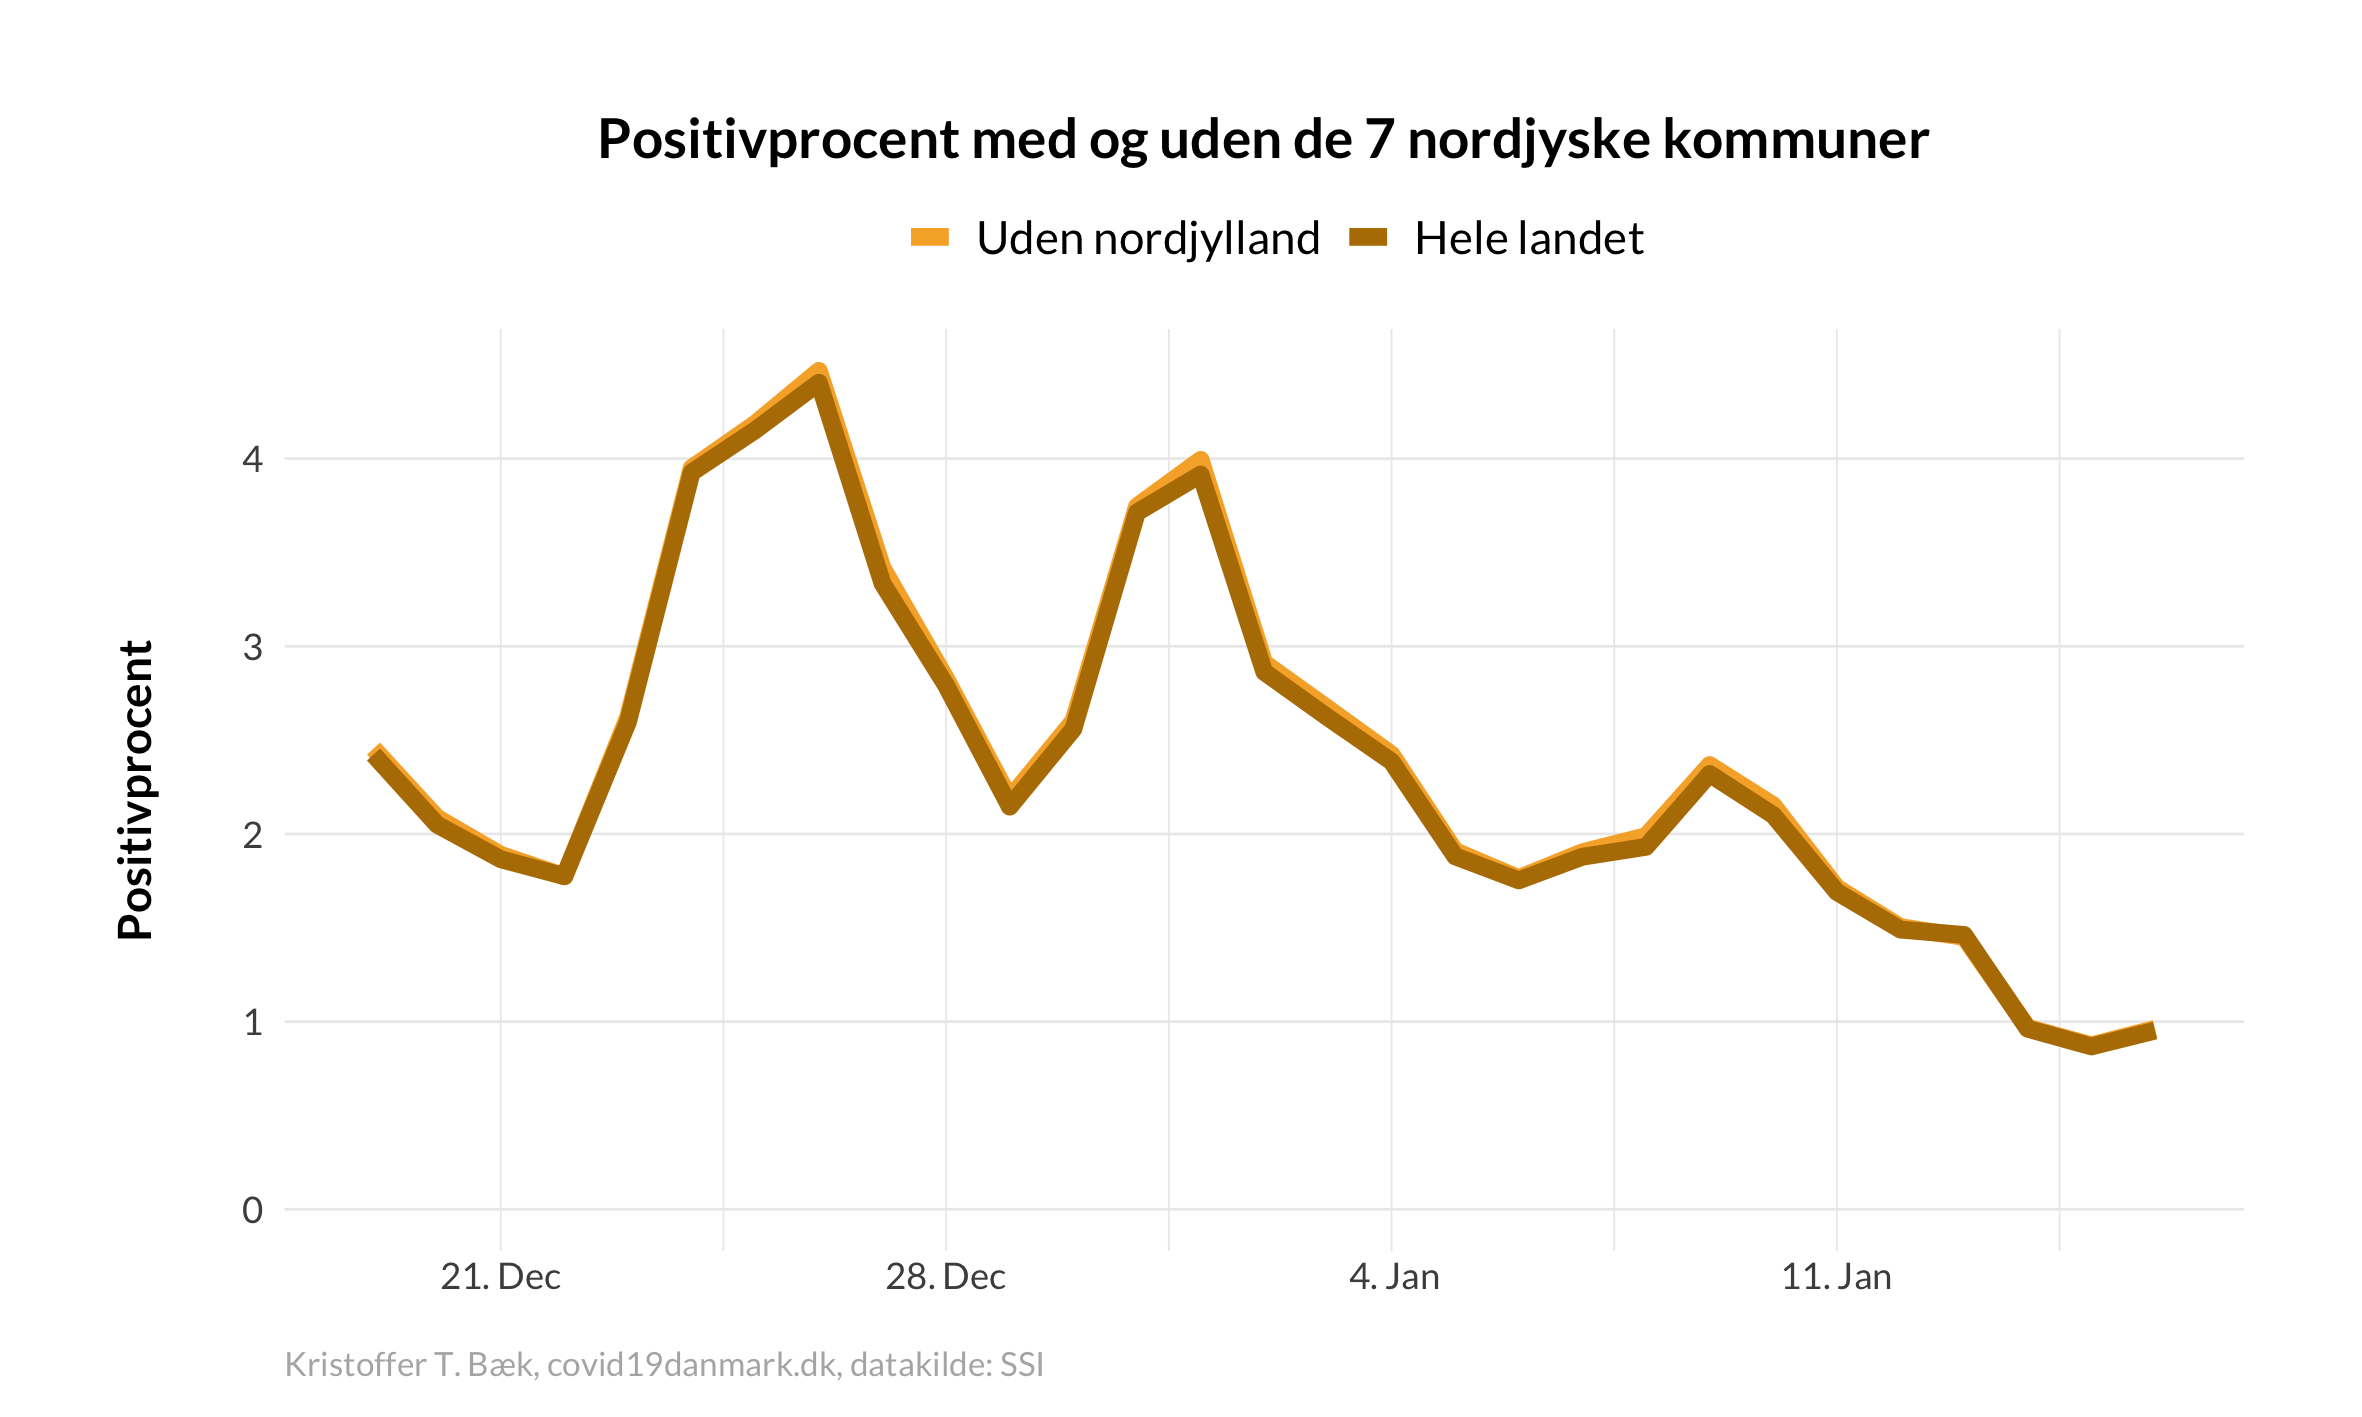 Positivprocent med og uden de 7 nordjyske kommuner
Uden nordjylland
Hele landet
Positivprocent
4
3
2
1
0
21. Dec
28. Dec
4. Jan
11. Jan
Kristoffer T. Bæk, covid19danmark.dk, datakilde: SSI